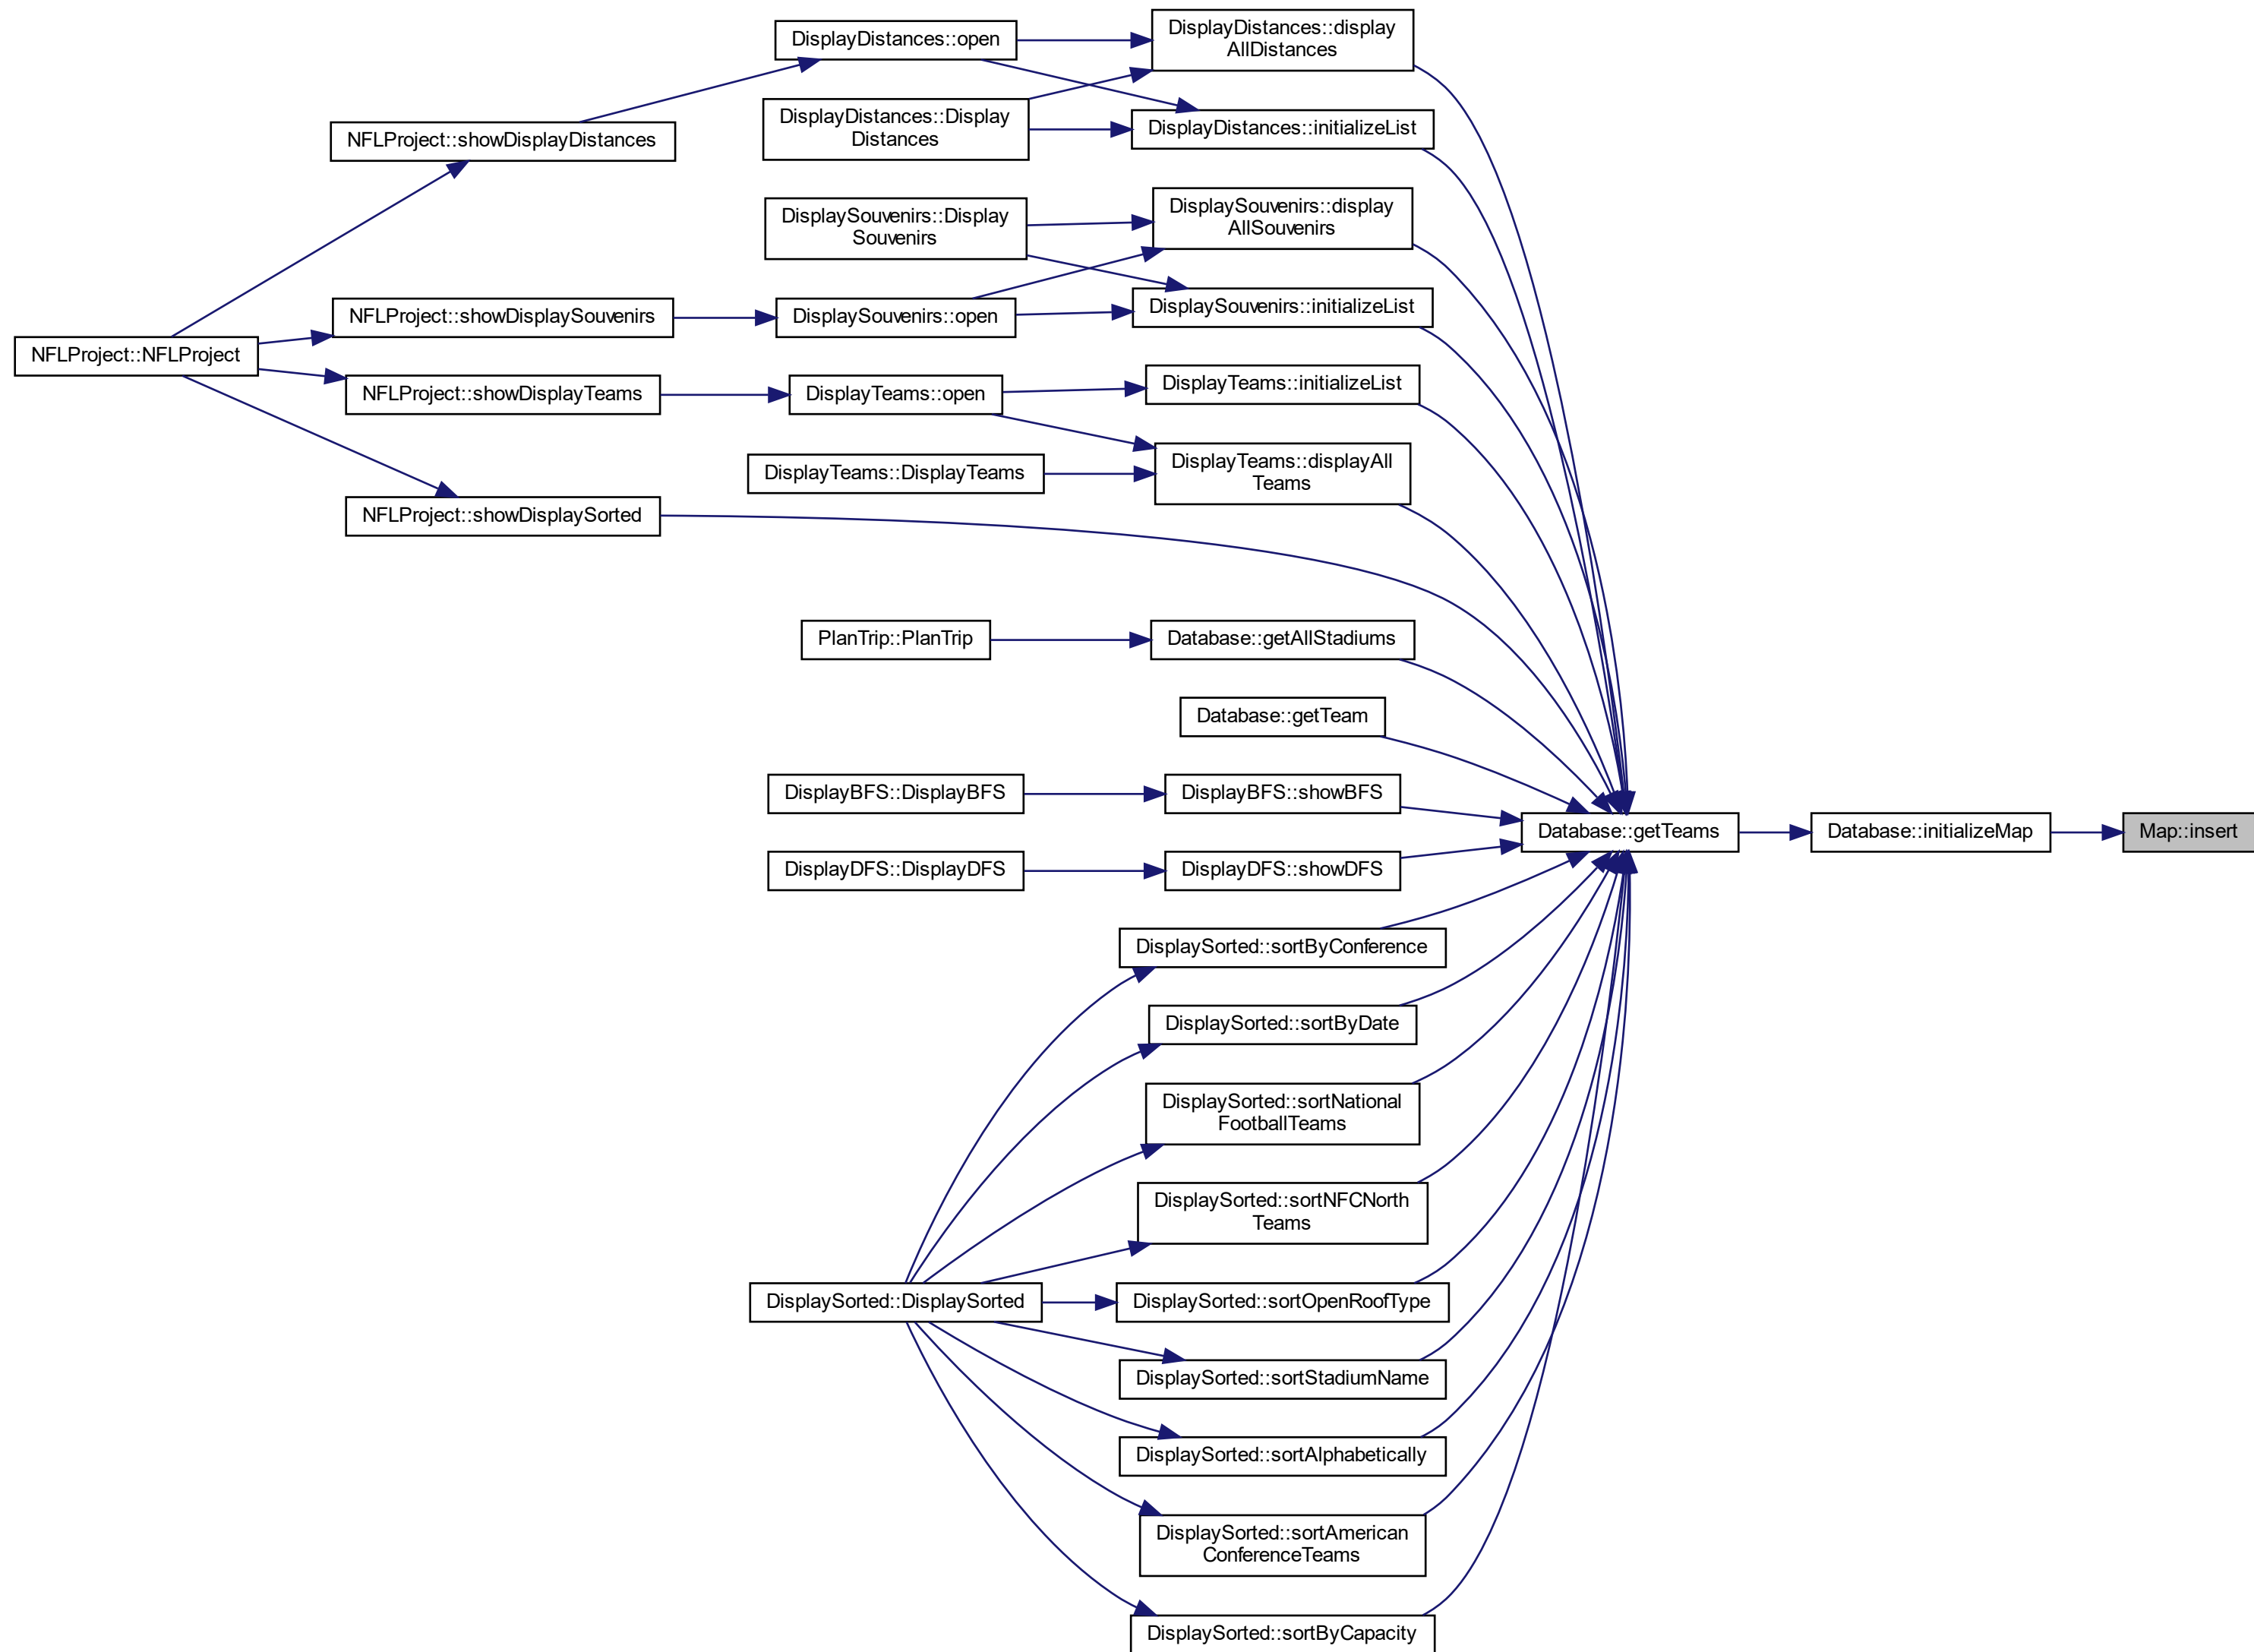 DisplayDistances::open
DisplayDistances::display
AllDistances
DisplayDistances::Display
Distances
DisplayDistances::initializeList
NFLProject::showDisplayDistances
DisplaySouvenirs::Display
Souvenirs
DisplaySouvenirs::display
AllSouvenirs
NFLProject::showDisplaySouvenirs
DisplaySouvenirs::open
DisplaySouvenirs::initializeList
NFLProject::NFLProject
NFLProject::showDisplayTeams
DisplayTeams::open
DisplayTeams::initializeList
DisplayTeams::DisplayTeams
DisplayTeams::displayAll
Teams
NFLProject::showDisplaySorted
PlanTrip::PlanTrip
Database::getAllStadiums
Database::getTeam
DisplayBFS::DisplayBFS
DisplayBFS::showBFS
Database::getTeams
Database::initializeMap
Map::insert
DisplayDFS::DisplayDFS
DisplayDFS::showDFS
DisplaySorted::sortByConference
DisplaySorted::sortByDate
DisplaySorted::sortNational
FootballTeams
DisplaySorted::sortNFCNorth
Teams
DisplaySorted::DisplaySorted
DisplaySorted::sortOpenRoofType
DisplaySorted::sortStadiumName
DisplaySorted::sortAlphabetically
DisplaySorted::sortAmerican
ConferenceTeams
DisplaySorted::sortByCapacity